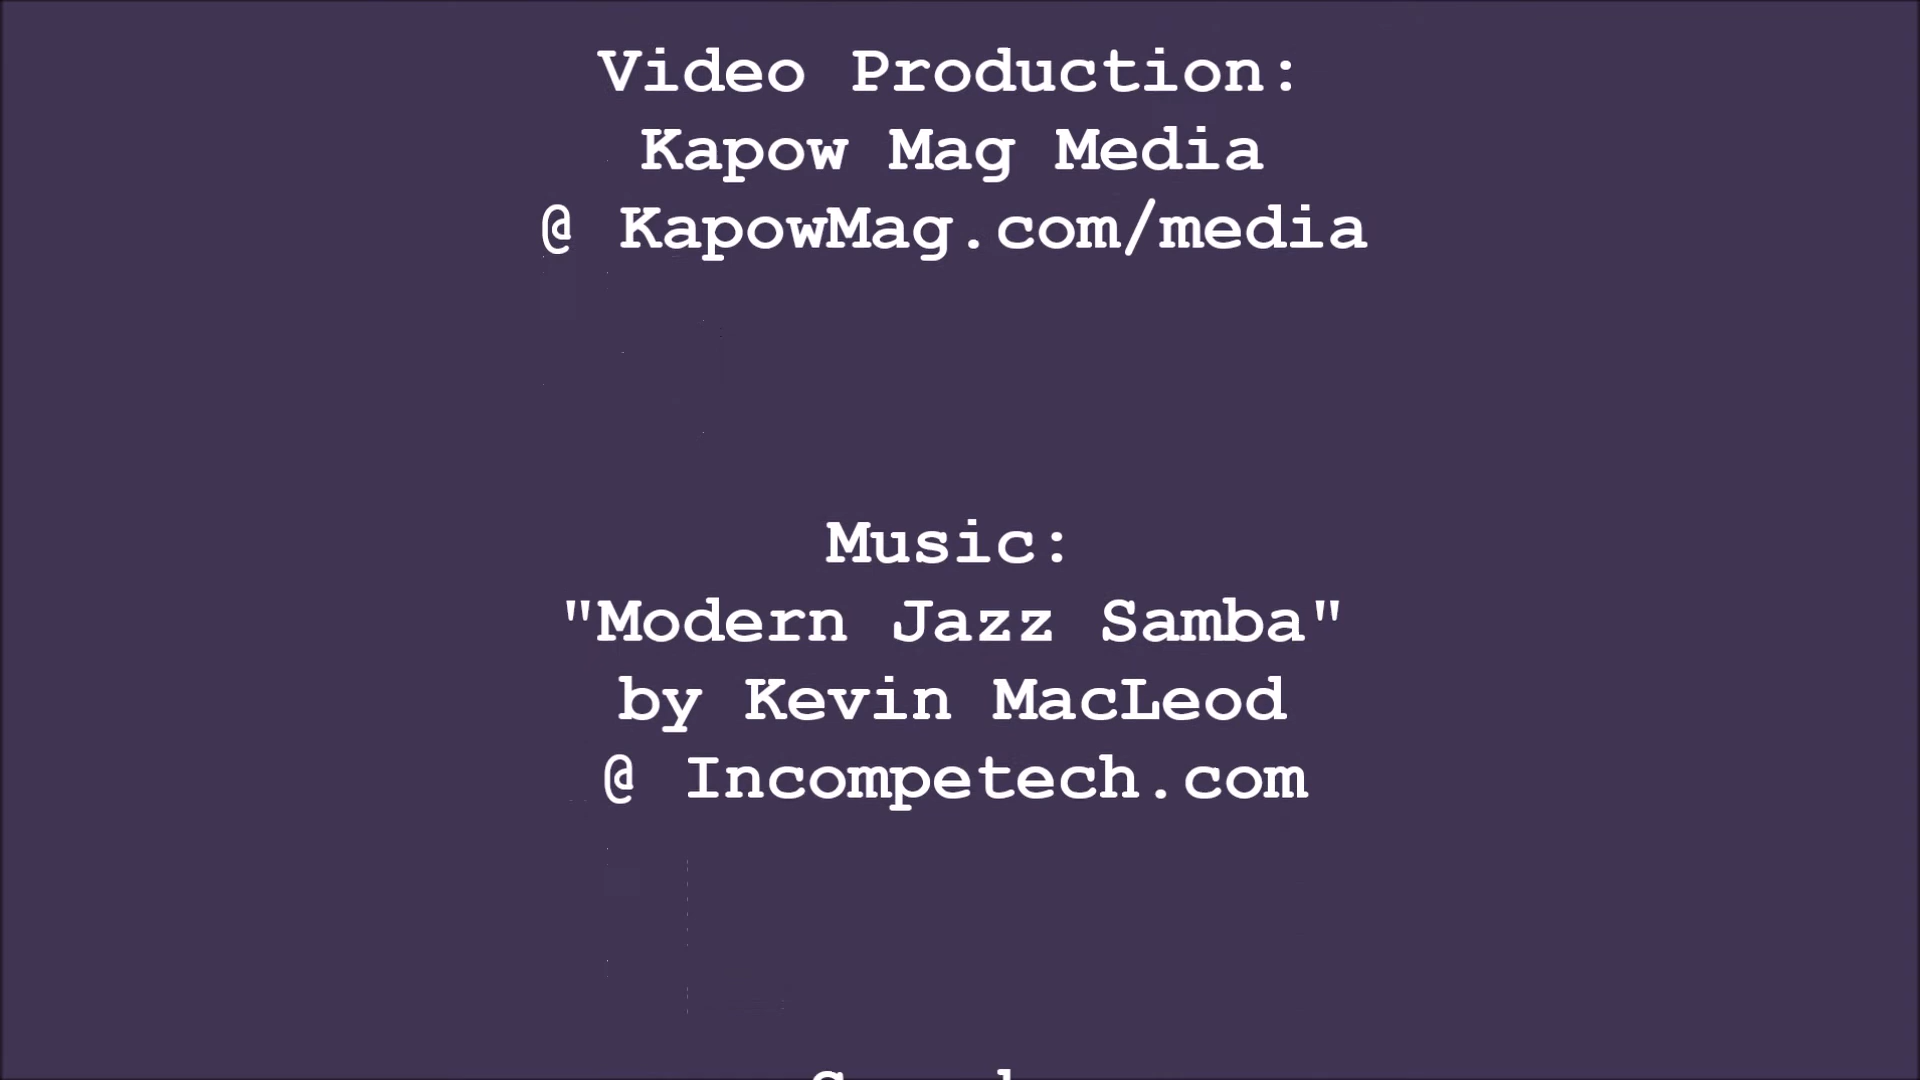 Video Production:
Kapow Mag Media
@ KapowMag.com/media
Music:
"Modern Jazz Samba"
by Kevin MacLeod
@ Incompetech.com